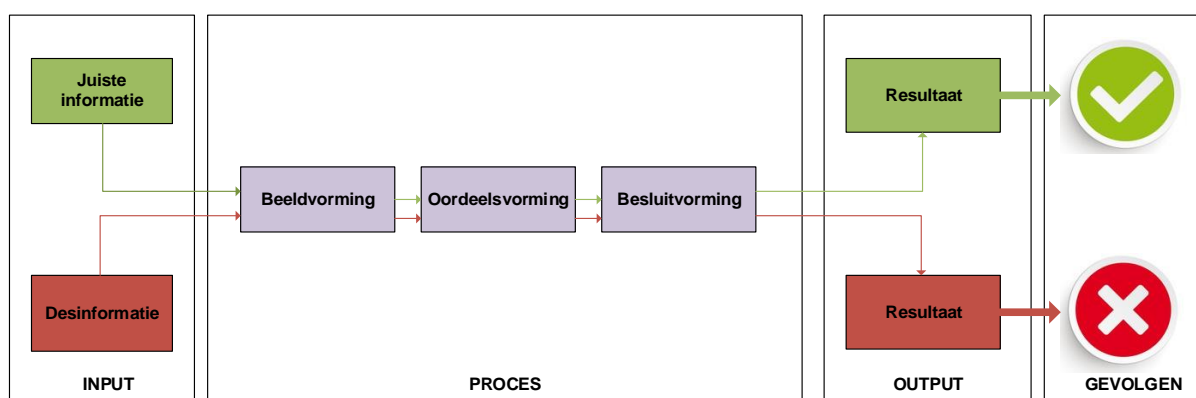 Juiste
informatie
Desinformatie
INPUT
Beeldvorming
Oordeelsvorming
Besluitvorming
PROCES
Resultaat
Resultaat
OUTPUT
GEVOLGEN